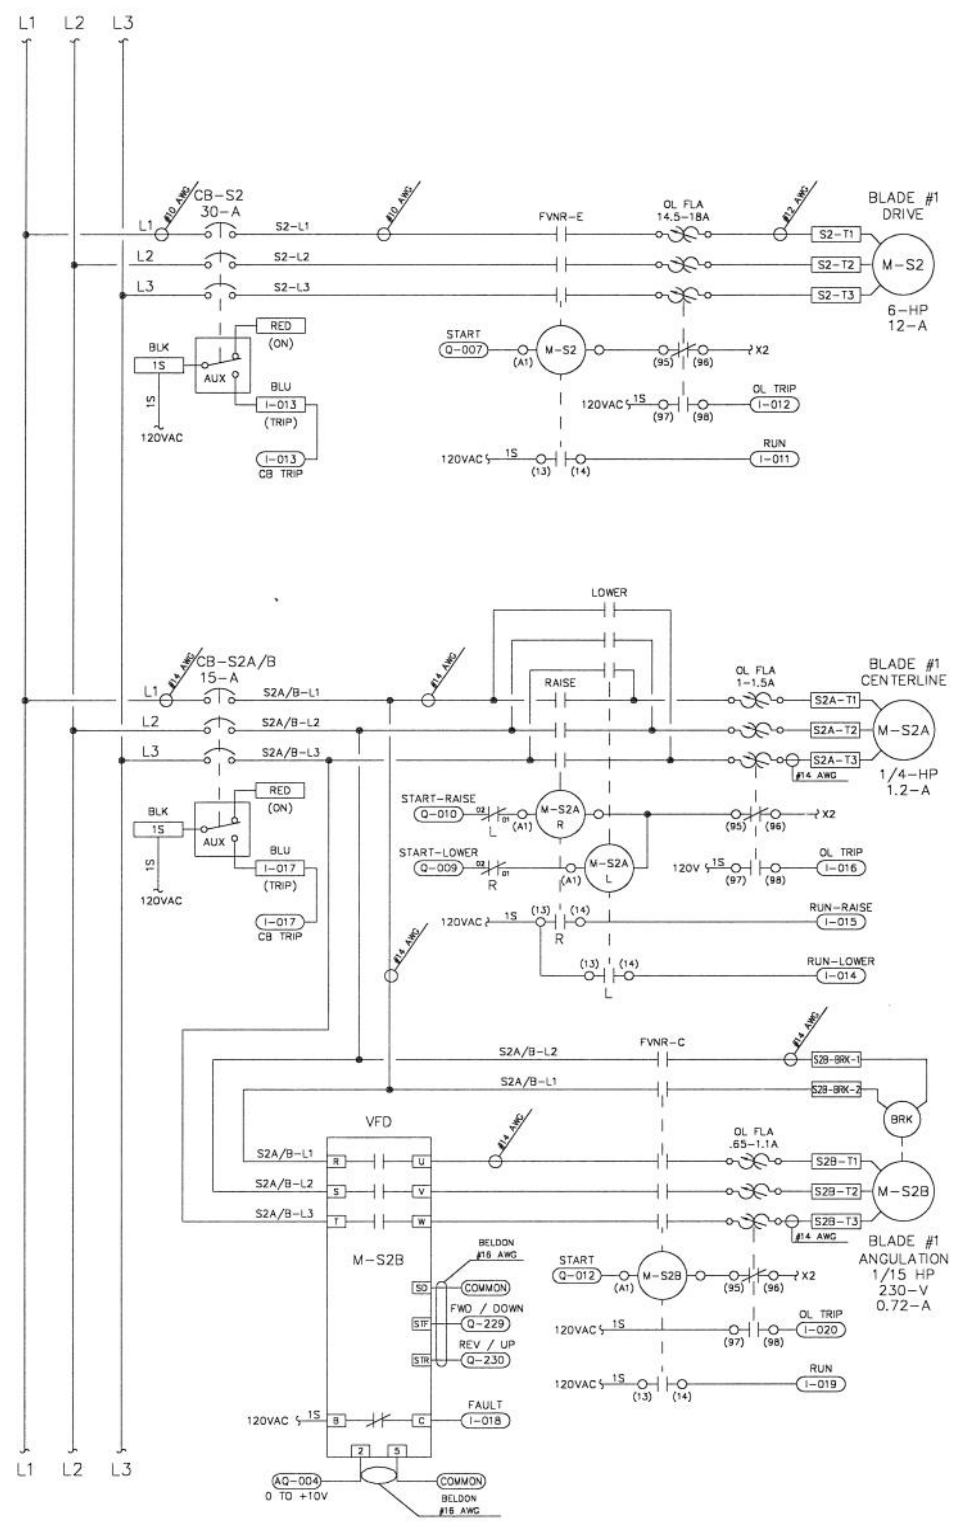 L1 L2 L3
#10 AWG
CB-S2
30-A
#10 AWG
OL FLA
14.5-18A
#12 AWG
BLADE #1
DRIVE
L1
S2-L1
FVNR-E
S2-T1
L2
S2-L2
S2-T2
M-S2
L3
S2-L3
S2-T3
6-HP
12-A
RED
(ON)
BLK
1S
AUX
BLU
I-013
(TRIP)
1S
120VAC
I-013
CB TRIP
START
Q-007
(A1)
M-S2
(95)
(96)
X2
OL TRIP
120VAC
1S
(97)
(98)
I-012
RUN
120VAC
1S
(13)
(14)
I-011
LOWER
#14 AWG
CB-S2A/B
15-A
#14 AWG
RAISE
OL FLA
1-1.5A
BLADE #1
CENTERLINE
L1
S2A/B-L1
S2A-T1
L2
S2A/B-L2
S2A-T2
M-S2A
L3
S2A/B-L3
S2A-T3
#14 AWG
1/4-HP
1.2-A
RED
(ON)
BLK
1S
AUX
BLU
I-017
(TRIP)
1S
120VAC
I-017
CB TRIP
START-RAISE
Q-010
02
01
L
(A1)
M-S2A
R
(95)
(96)
X2
START-LOWER
Q-009
02
01
R
(A1)
M-S2A
L
OL TRIP
120V
1S
(97)
(98)
I-016
RUN-RAISE
120VAC
1S
(13)
(14)
R
I-015
RUN-LOWER
(13)
(14)
L
I-014
#14 AWG
#14 AWG
S2A/B-L2
FVNR-C
S2B-BRK-1
S2A/B-L1
S2B-BRK-2
BRK
VFD
#14 AWG
OL FLA
.65-1.1A
S2A/B-L1
R
U
S2B-T1
S2A/B-L2
S
V
S2B-T2
M-S2B
S2A/B-L3
T
W
S2B-T3
#14 AWG
BLADE #1
ANGULATION
1/15 HP
230-V
0.72-A
M-S2B
BELDON
#16 AWG
SD
COMMON
FWD / DOWN
STF
Q-229
REV / UP
STR
Q-230
START
Q-012
(A1)
M-S2B
(95)
(96)
X2
OL TRIP
120VAC
1S
(97)
(98)
I-020
RUN
120VAC
1S
(13)
(14)
I-019
FAULT
120VAC
1S
B
C
I-018
2
5
AQ-004
0 TO +10V
COMMON
BELDON
#16 AWG
L1 L2 L3